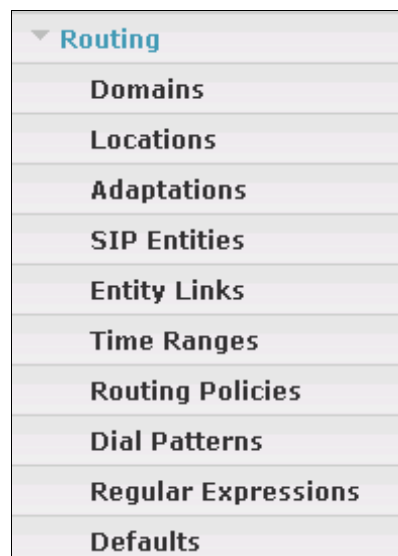 Routing
Domains
Locations
Adaptations
SIP Entities
Entity Links
Time Ranges
Routing Policies
Dial Patterns
Regular Expressions
Defaults